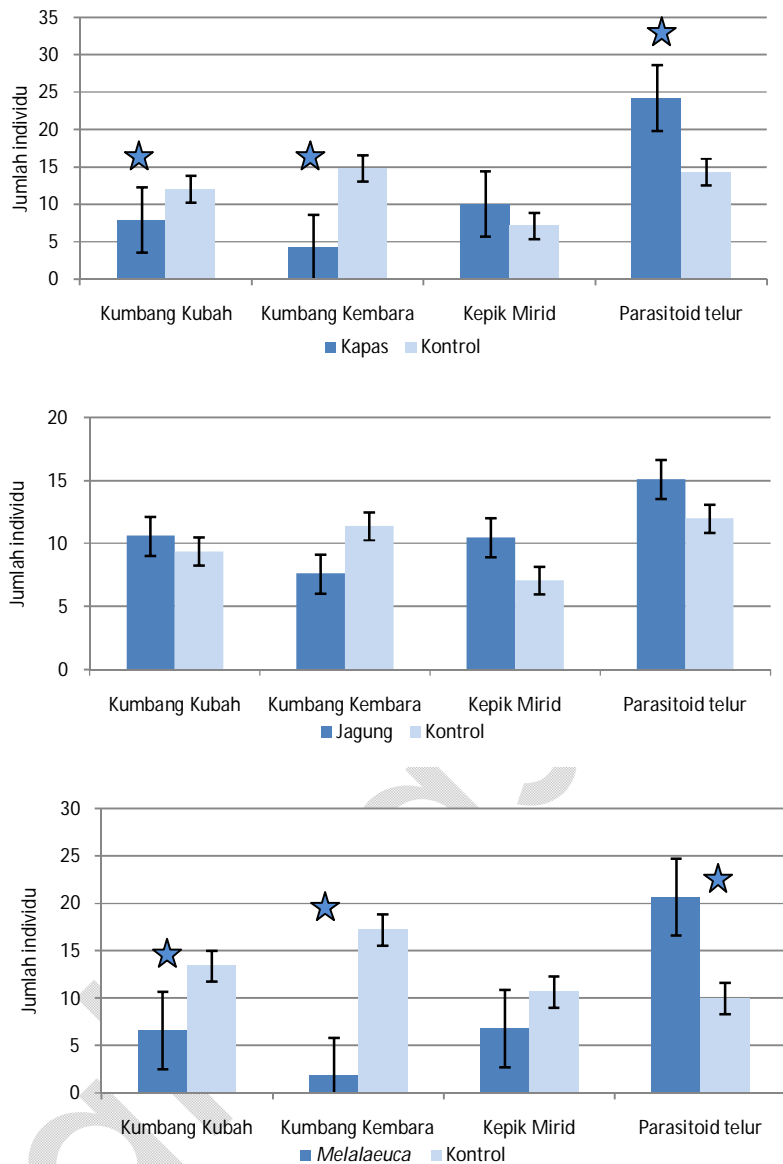 35
30
25
20
15
10
5
0
Jumlah individu
Kumbang Kubah Kumbang Kembara Kepik Mirid Parasitoid telur
Kapas Kontrol
20
15
10
5
0
Jumlah individu
Kumbang Kubah Kumbang Kembara Kepik Mirid Parasitoid telur
Jagung Kontrol
30
25
20
15
10
5
0
Jumlah individu
Kumbang Kubah Kumbang Kembara Kepik Mirid Parasitoid telur
Melalaeuca Kontrol